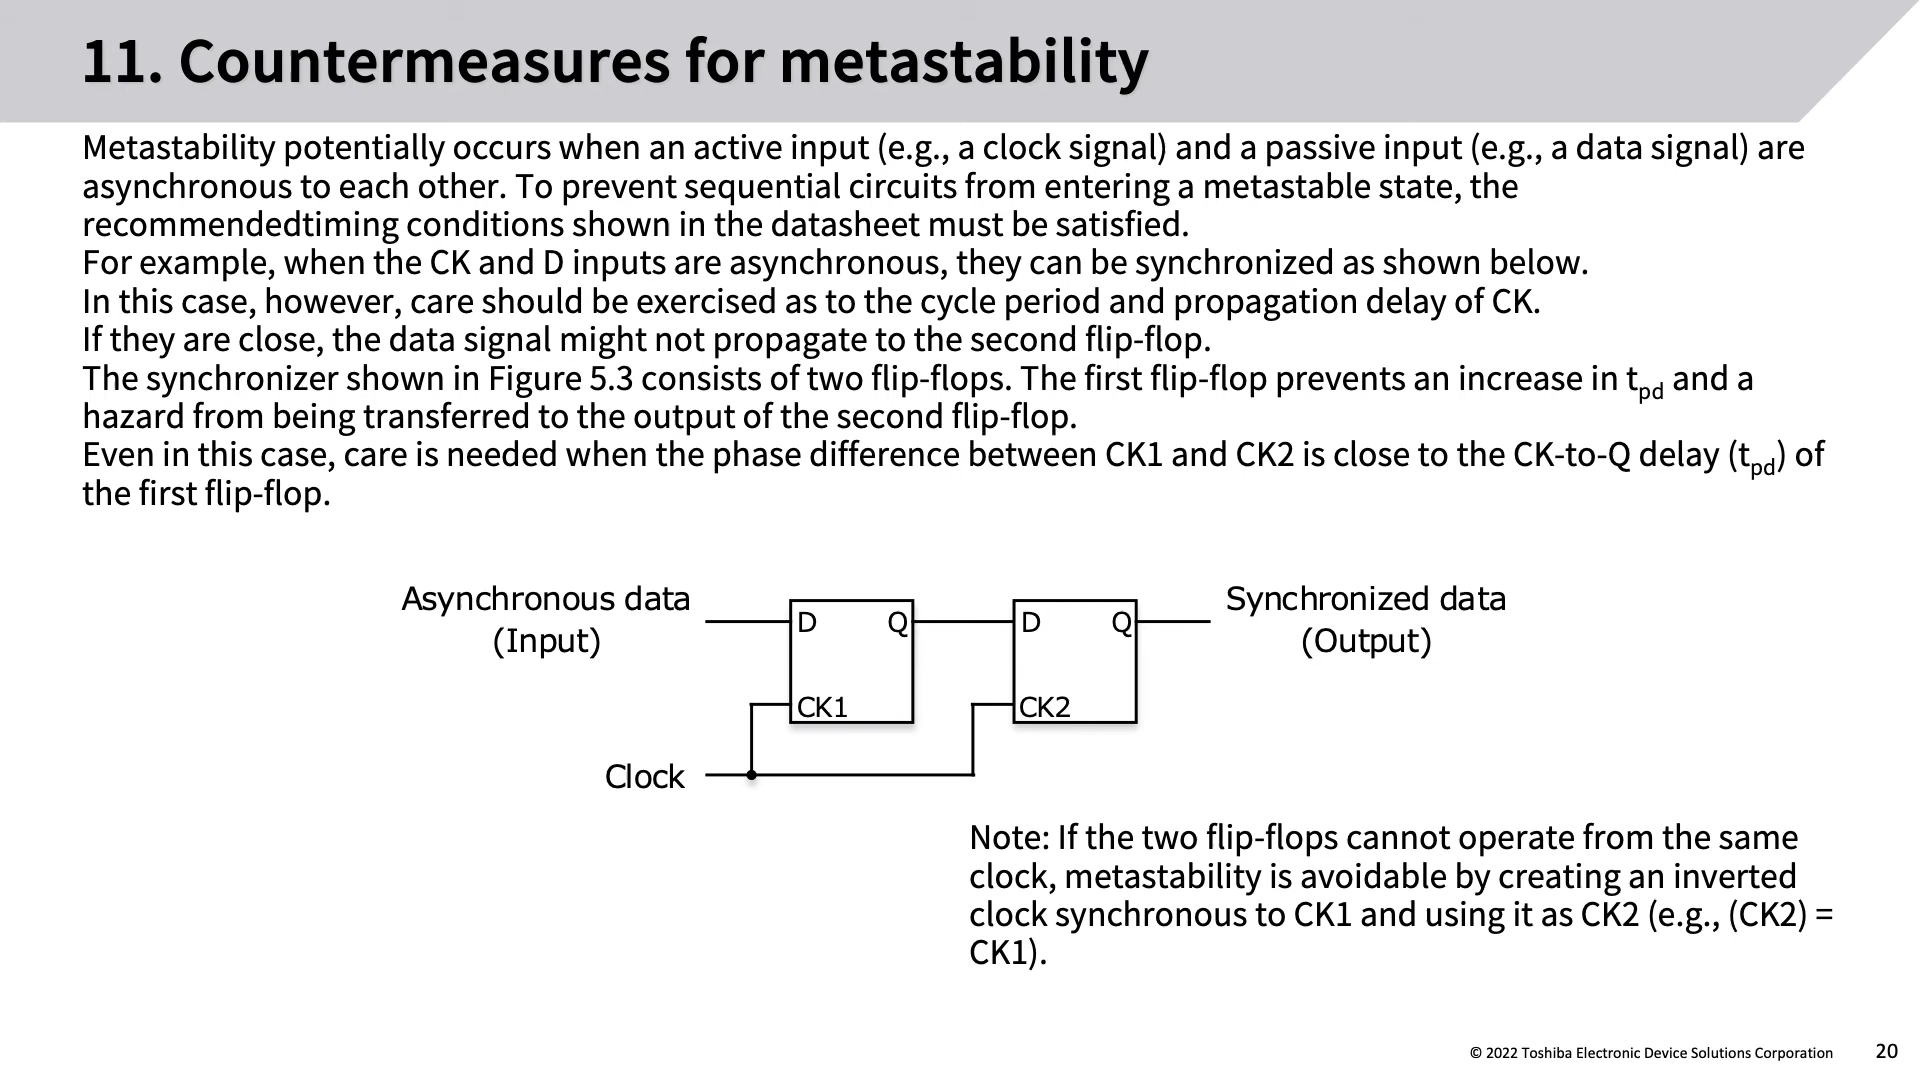 11. Countermeasures for metastability
Metastability potentially occurs when an active input (e.g., a clock signal) and a passive input (e.g., a data signal) are
asynchronous to each other. To prevent sequential circuits from entering a metastable state, the
recommendedtiming conditions shown in the datasheet must be satisfied.
For example, when the CK and D inputs are asynchronous, they can be synchronized as shown below.
In this case, however, care should be exercised as to the cycle period and propagation delay of CK.
If they are close, the data signal might not propagate to the second flip-flop.
The synchronizer shown in Figure 5.3 consists of two flip-flops. The first flip-flop prevents an increase in tpd and a
hazard from being transferred to the output of the second flip-flop.
Even in this case, care is needed when the phase difference between CK1 and CK2 is close to the CK-to-Q delay (tpd) of
the first flip-flop.
Asynchronous data
(Input)
D Q
CK1
D Q
CK2
Synchronized data
(Output)
Clock
Note: If the two flip-flops cannot operate from the same
clock, metastability is avoidable by creating an inverted
clock synchronous to CK1 and using it as CK2 (e.g., (CK2) =
CK1).
© 2022 Toshiba Electronic Device Solutions Corporation 20